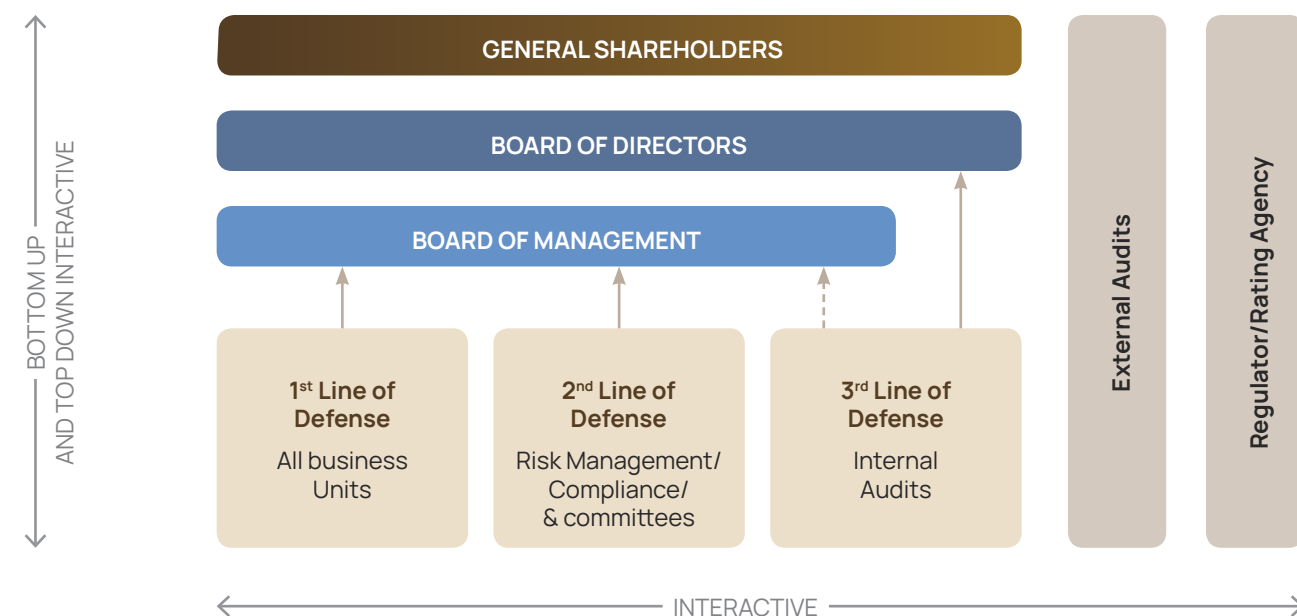 BOTTOM UP
AND TOP DOWN INTERACTIVE
GENERAL SHAREHOLDERS
BOARD OF DIRECTORS
BOARD OF MANAGEMENT
1st Line of
Defense
All business
Units
2nd Line of
Defense
Risk Management/
Compliance/
& committees
3rd Line of
Defense
Internal
Audits
External Audits
Regulator/Rating Agency
INTERACTIVE